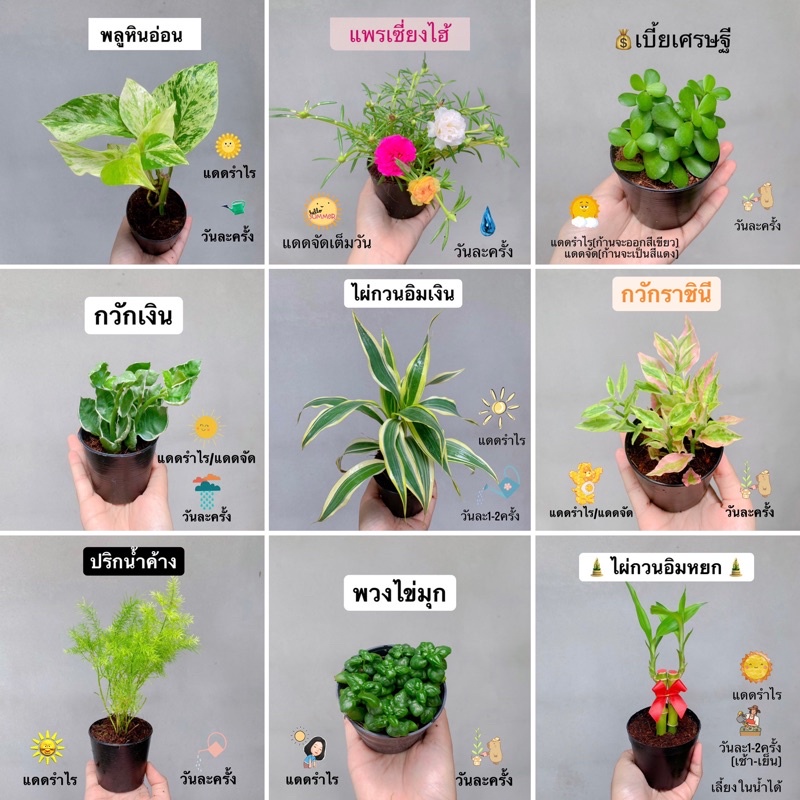 พลูหินอ่อน
แดดรำไร
วันละครั้ง
แพรเซี่ยงไฮ้
hello
SUMMER
แดดจัดเต็มวัน
วันละครั้ง
เบี้ยเศรษฐี
วันละครั้ง
แดดรำไร(ก้านจะออกสีเขียว)
แดดจัด(ก้านจะเป็นสีแดง)
กวักเงิน
แดดรำไร/แดดจัด
วันละครั้ง
ไผ่กวนอิมเงิน
แดดรำไร
วันละ1-2ครั้ง
กวักราชินี
แดดรำไร/แดดจัด
วันละครั้ง
ปริกน้ำค้าง
แดดรำไร
วันละครั้ง
พวงไข่มุก
แดดรำไร
วันละครั้ง
ไผ่กวนอิมหยก
แดดรำไร
วันละ1-2ครั้ง
(เช้า-เย็น)
เลี้ยงในน้ำได้